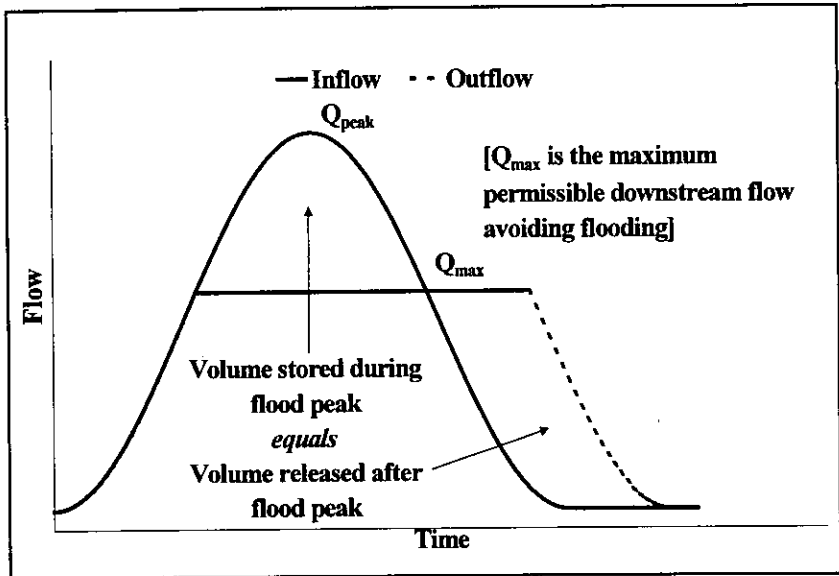 Inflow Outflow
Qpeak
[Qmax is the maximum
permissible downstream flow
avoiding flooding]
Qmax
Flow
Volume stored during
flood peak
equals
Volume released after
flood peak
Time